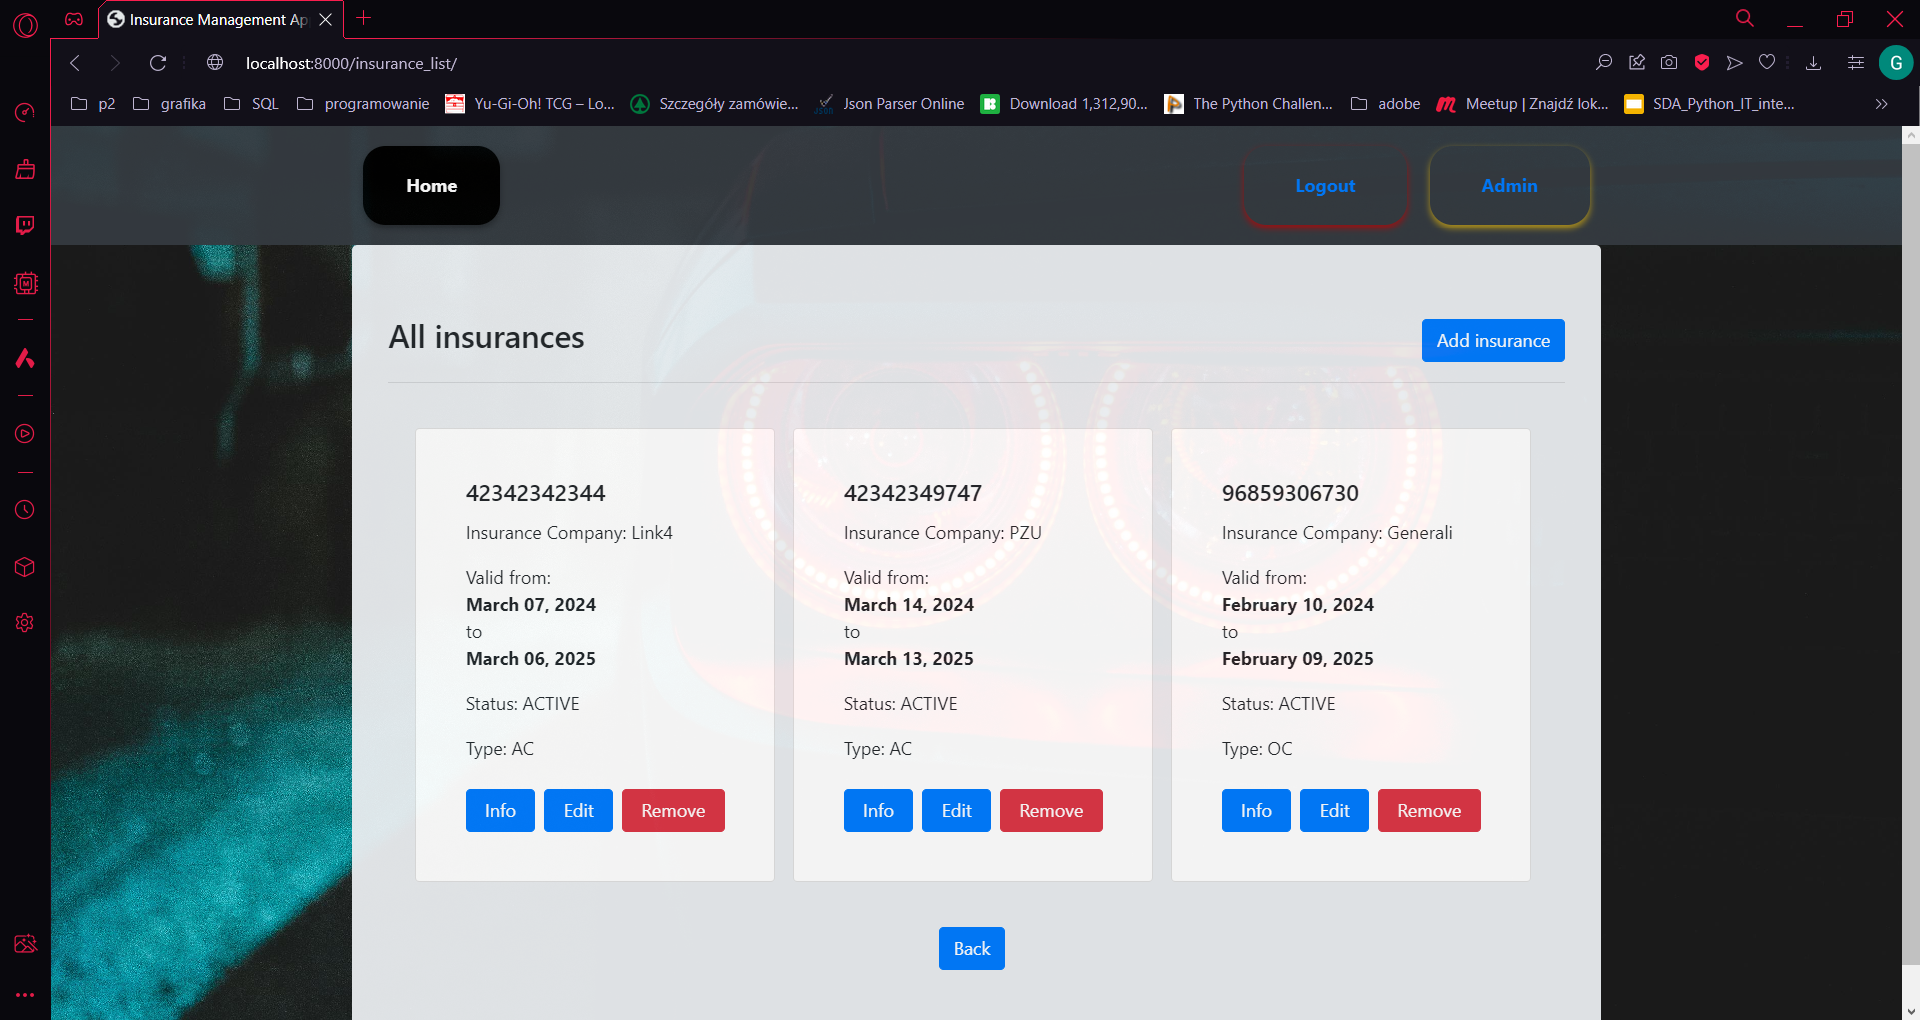 Insurance Management Ap
localhost:8000/insurance_list/
G
p2
grafika
SQL
programowanie
Yu-Gi-Oh! TCG – Lo...
Szczegóły zamówie...
Json Parser Online
Download 1,312,90...
The Python Challen...
adobe
Meetup | Znajdź lok...
SDA_Python_IT_inte...
Home
Logout
Admin
All insurances
Add insurance
42342342344
Insurance Company: Link4
Valid from:
March 07, 2024
to
March 06, 2025
Status: ACTIVE
Type: AC
Info
Edit
Remove
42342349747
Insurance Company: PZU
Valid from:
March 14, 2024
to
March 13, 2025
Status: ACTIVE
Type: AC
Info
Edit
Remove
96859306730
Insurance Company: Generali
Valid from:
February 10, 2024
to
February 09, 2025
Status: ACTIVE
Type: OC
Info
Edit
Remove
Back